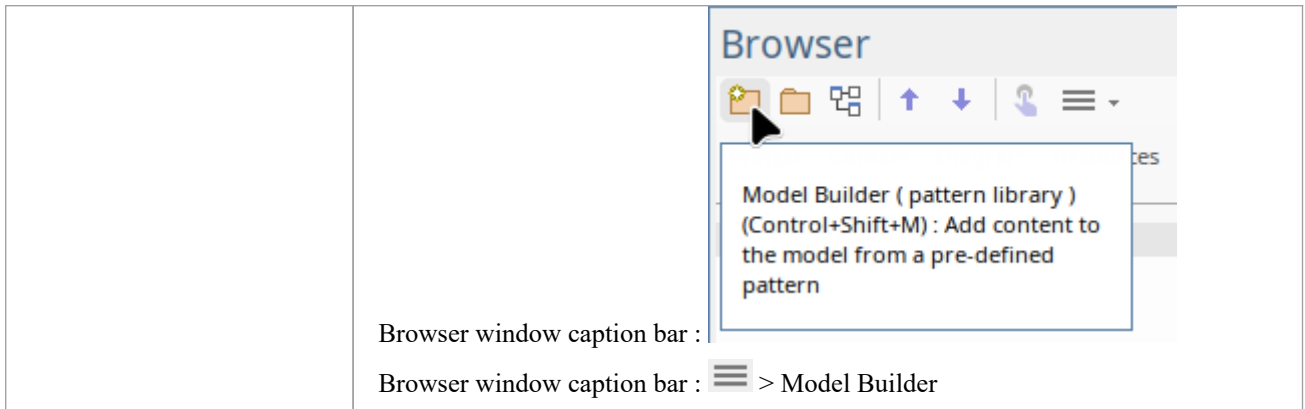 Browser
ces
Model Builder ( pattern library )
(Control+Shift+M) : Add content to
the model from a pre-defined
pattern
Browser window caption bar :
Browser window caption bar : > Model Builder